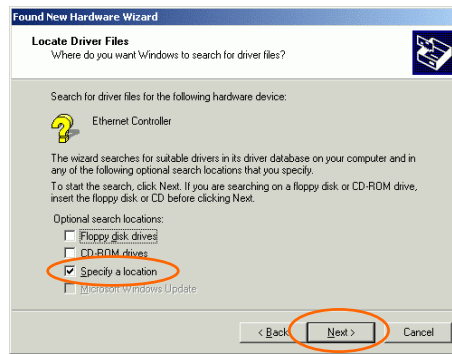 Found New Hardware Wizard
Locate Driver Files
Where do you want Windows to search for driver files?
Search for driver files for the following hardware device:
Ethernet Controller
The wizard searches for suitable drivers in its driver database on your computer and in
any of the following optional search locations that you specify.
To start the search, click Next. If you are searching on a floppy disk or CD-ROM drive,
insert the floppy disk or CD before clicking Next.
Optional search locations:
Floppy disk drives
CD-ROM drives
Specify a location
Microsoft Windows Update
< Back Next > Cancel